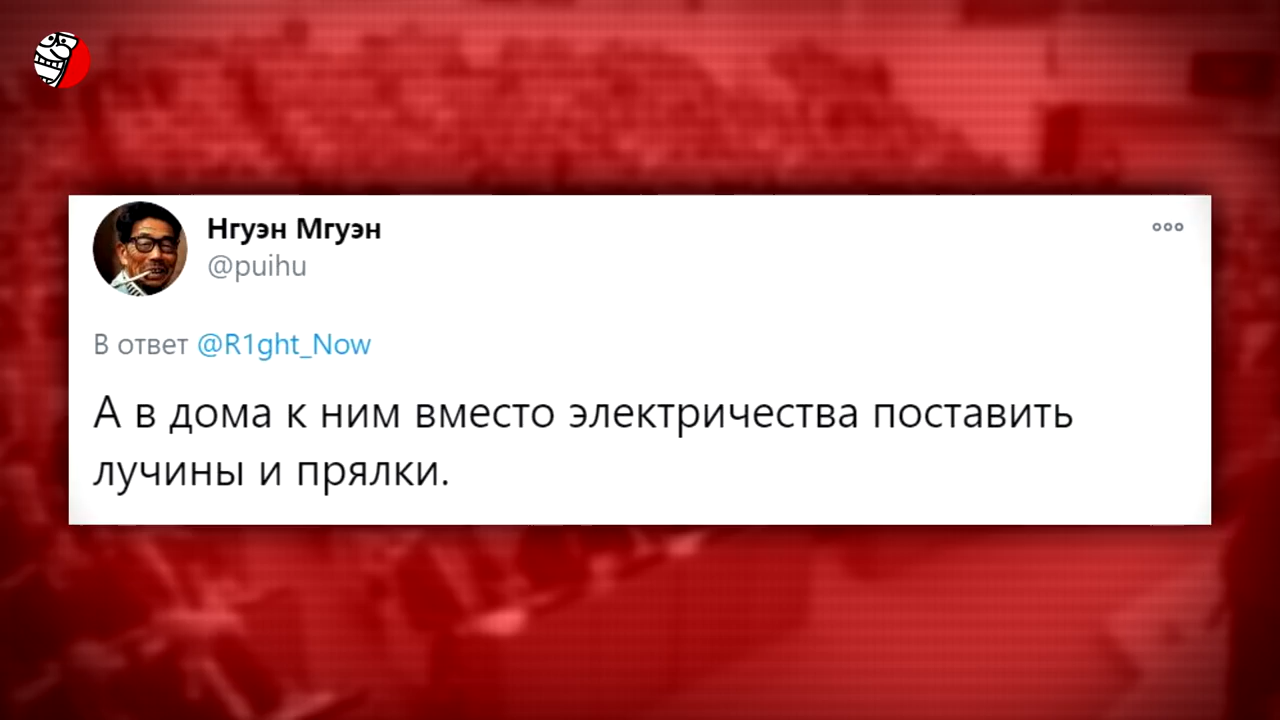 Нгуэн Мгуэн
@puihu
В ответ @R1ght_Now
А в дома к ним вместо электричества поставить
лучины и прялки.